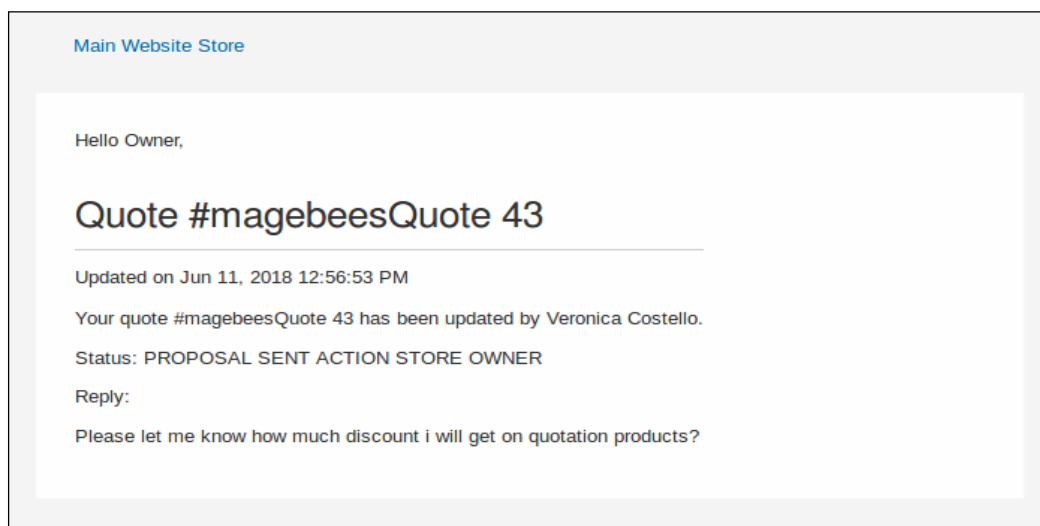 Main Website Store
Hello Owner,
Quote #magebeesQuote 43
Updated on Jun 11, 2018 12:56:53 PM
Your quote #magebeesQuote 43 has been updated by Veronica Costello.
Status: PROPOSAL SENT ACTION STORE OWNER
Reply:
Please let me know how much discount i will get on quotation products?